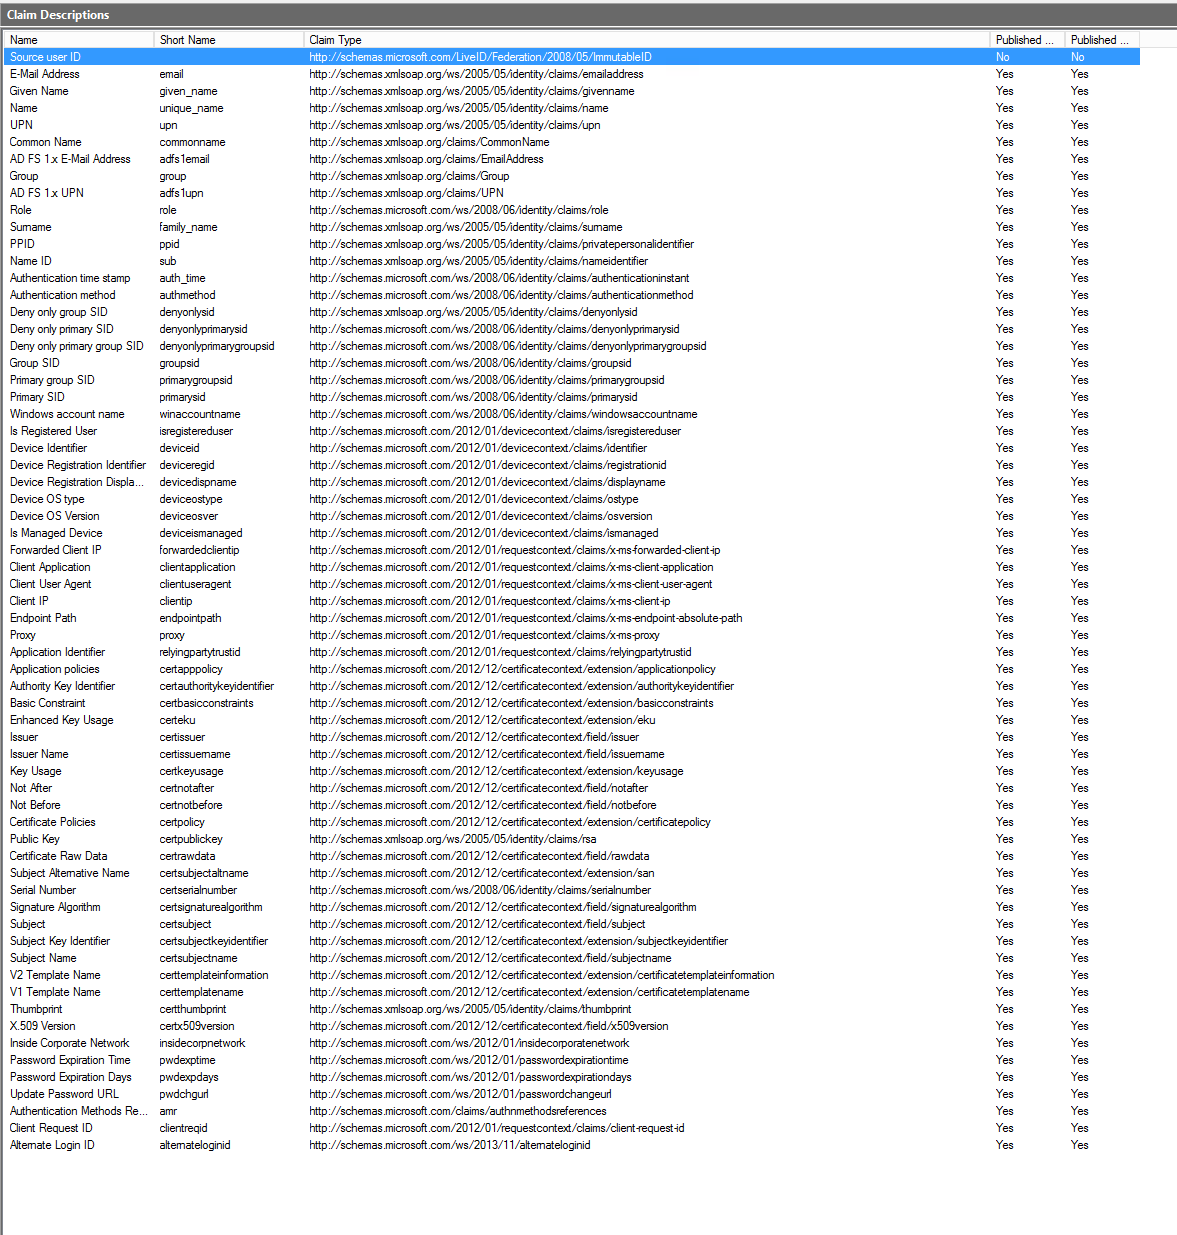 Claim Descriptions
Name Short Name Claim Type Published ... Published ...
Source user ID http://schemas.microsoft.com/LiveID/Federation/2008/05/ImmutableID No No
E-Mail Address email http://schemas.xmlsoap.org/ws/2005/05/identity/claims/emailaddress Yes Yes
Given Name given_name http://schemas.xmlsoap.org/ws/2005/05/identity/claims/givenname Yes Yes
Name unique_name http://schemas.xmlsoap.org/ws/2005/05/identity/claims/name Yes Yes
UPN upn http://schemas.xmlsoap.org/ws/2005/05/identity/claims/upn Yes Yes
Common Name commonname http://schemas.xmlsoap.org/claims/CommonName Yes Yes
AD FS 1.x E-Mail Address adfs1email http://schemas.xmlsoap.org/claims/EmailAddress Yes Yes
Group group http://schemas.xmlsoap.org/claims/Group Yes Yes
AD FS 1.x UPN adfs1upn http://schemas.xmlsoap.org/claims/UPN Yes Yes
Role role http://schemas.microsoft.com/ws/2008/06/identity/claims/role Yes Yes
Surname family_name http://schemas.xmlsoap.org/ws/2005/05/identity/claims/surname Yes Yes
PPID ppid http://schemas.xmlsoap.org/ws/2005/05/identity/claims/privatepersonalidentifier Yes Yes
Name ID sub http://schemas.xmlsoap.org/ws/2005/05/identity/claims/nameidentifier Yes Yes
Authentication time stamp auth_time http://schemas.microsoft.com/ws/2008/06/identity/claims/authenticationinstant Yes Yes
Authentication method authmethod http://schemas.microsoft.com/ws/2008/06/identity/claims/authenticationmethod Yes Yes
Deny only group SID denyonlysid http://schemas.xmlsoap.org/ws/2005/05/identity/claims/denyonlysid Yes Yes
Deny only primary SID denyonlyprimarysid http://schemas.microsoft.com/ws/2008/06/identity/claims/denyonlyprimarysid Yes Yes
Deny only primary group SID denyonlyprimarygroupsid http://schemas.microsoft.com/ws/2008/06/identity/claims/denyonlyprimarygroupsid Yes Yes
Group SID groupsid http://schemas.microsoft.com/ws/2008/06/identity/claims/groupsid Yes Yes
Primary group SID primarygroupsid http://schemas.microsoft.com/ws/2008/06/identity/claims/primarygroupsid Yes Yes
Primary SID primarysid http://schemas.microsoft.com/ws/2008/06/identity/claims/primarysid Yes Yes
Windows account name winaccountname http://schemas.microsoft.com/ws/2008/06/identity/claims/windowsaccountname Yes Yes
Is Registered User isregistereduser http://schemas.microsoft.com/2012/01/devicecontext/claims/isregistereduser Yes Yes
Device Identifier deviceid http://schemas.microsoft.com/2012/01/devicecontext/claims/identifier Yes Yes
Device Registration Identifier deviceregid http://schemas.microsoft.com/2012/01/devicecontext/claims/registrationid Yes Yes
Device Registration Displa... devicedispname http://schemas.microsoft.com/2012/01/devicecontext/claims/displayname Yes Yes
Device OS type deviceostype http://schemas.microsoft.com/2012/01/devicecontext/claims/ostype Yes Yes
Device OS Version deviceosver http://schemas.microsoft.com/2012/01/devicecontext/claims/osversion Yes Yes
Is Managed Device deviceismanaged http://schemas.microsoft.com/2012/01/devicecontext/claims/ismanaged Yes Yes
Forwarded Client IP forwardedclientip http://schemas.microsoft.com/2012/01/requestcontext/claims/x-ms-forwarded-client-ip Yes Yes
Client Application clientapplication http://schemas.microsoft.com/2012/01/requestcontext/claims/x-ms-client-application Yes Yes
Client User Agent clientuseragent http://schemas.microsoft.com/2012/01/requestcontext/claims/x-ms-client-user-agent Yes Yes
Client IP clientip http://schemas.microsoft.com/2012/01/requestcontext/claims/x-ms-client-ip Yes Yes
Endpoint Path endpointpath http://schemas.microsoft.com/2012/01/requestcontext/claims/x-ms-endpoint-absolute-path Yes Yes
Proxy proxy http://schemas.microsoft.com/2012/01/requestcontext/claims/x-ms-proxy Yes Yes
Application Identifier relyingpartytrustid http://schemas.microsoft.com/2012/01/requestcontext/claims/relyingpartytrustid Yes Yes
Application policies certapppolicy http://schemas.microsoft.com/2012/12/certificatecontext/extension/applicationpolicy Yes Yes
Authority Key Identifier certauthoritykeyidentifier http://schemas.microsoft.com/2012/12/certificatecontext/extension/authoritykeyidentifier Yes Yes
Basic Constraint certbasicconstraints http://schemas.microsoft.com/2012/12/certificatecontext/extension/basicconstraints Yes Yes
Enhanced Key Usage certeku http://schemas.microsoft.com/2012/12/certificatecontext/extension/eku Yes Yes
Issuer certissuer http://schemas.microsoft.com/2012/12/certificatecontext/field/issuer Yes Yes
Issuer Name certissuername http://schemas.microsoft.com/2012/12/certificatecontext/field/issuername Yes Yes
Key Usage certkeyusage http://schemas.microsoft.com/2012/12/certificatecontext/extension/keyusage Yes Yes
Not After certnotafter http://schemas.microsoft.com/2012/12/certificatecontext/field/notafter Yes Yes
Not Before certnotbefore http://schemas.microsoft.com/2012/12/certificatecontext/field/notbefore Yes Yes
Certificate Policies certpolicy http://schemas.microsoft.com/2012/12/certificatecontext/extension/certificatepolicy Yes Yes
Public Key certpublickey http://schemas.xmlsoap.org/ws/2005/05/identity/claims/rsa Yes Yes
Certificate Raw Data certrawdata http://schemas.microsoft.com/2012/12/certificatecontext/field/rawdata Yes Yes
Subject Alternative Name certsubjectaltname http://schemas.microsoft.com/2012/12/certificatecontext/extension/san Yes Yes
Serial Number certserialnumber http://schemas.microsoft.com/ws/2008/06/identity/claims/serialnumber Yes Yes
Signature Algorithm certsignaturealgorithm http://schemas.microsoft.com/2012/12/certificatecontext/field/signaturealgorithm Yes Yes
Subject certsubject http://schemas.microsoft.com/2012/12/certificatecontext/field/subject Yes Yes
Subject Key Identifier certsubjectkeyidentifier http://schemas.microsoft.com/2012/12/certificatecontext/extension/subjectkeyidentifier Yes Yes
Subject Name certsubjectname http://schemas.microsoft.com/2012/12/certificatecontext/field/subjectname Yes Yes
V2 Template Name certtemplateinformation http://schemas.microsoft.com/2012/12/certificatecontext/extension/certificatetemplateinformation Yes Yes
V1 Template Name certtemplatename http://schemas.microsoft.com/2012/12/certificatecontext/extension/certificatetemplatename Yes Yes
Thumbprint certthumbprint http://schemas.xmlsoap.org/ws/2005/05/identity/claims/thumbprint Yes Yes
X.509 Version certx509version http://schemas.microsoft.com/2012/12/certificatecontext/field/x509version Yes Yes
Inside Corporate Network insidecorpnetwork http://schemas.microsoft.com/ws/2012/01/insidecorporatenetwork Yes Yes
Password Expiration Time pwdexptime http://schemas.microsoft.com/ws/2012/01/passwordexpirationtime Yes Yes
Password Expiration Days pwdexpdays http://schemas.microsoft.com/ws/2012/01/passwordexpirationdays Yes Yes
Update Password URL pwdchgurl http://schemas.microsoft.com/ws/2012/01/passwordchangeurl Yes Yes
Authentication Methods Re... amr http://schemas.microsoft.com/claims/authnmethodsreferences Yes Yes
Client Request ID clientreqid http://schemas.microsoft.com/2012/01/requestcontext/claims/client-request-id Yes Yes
Alternate Login ID alternateloginid http://schemas.microsoft.com/ws/2013/11/alternateloginid Yes Yes